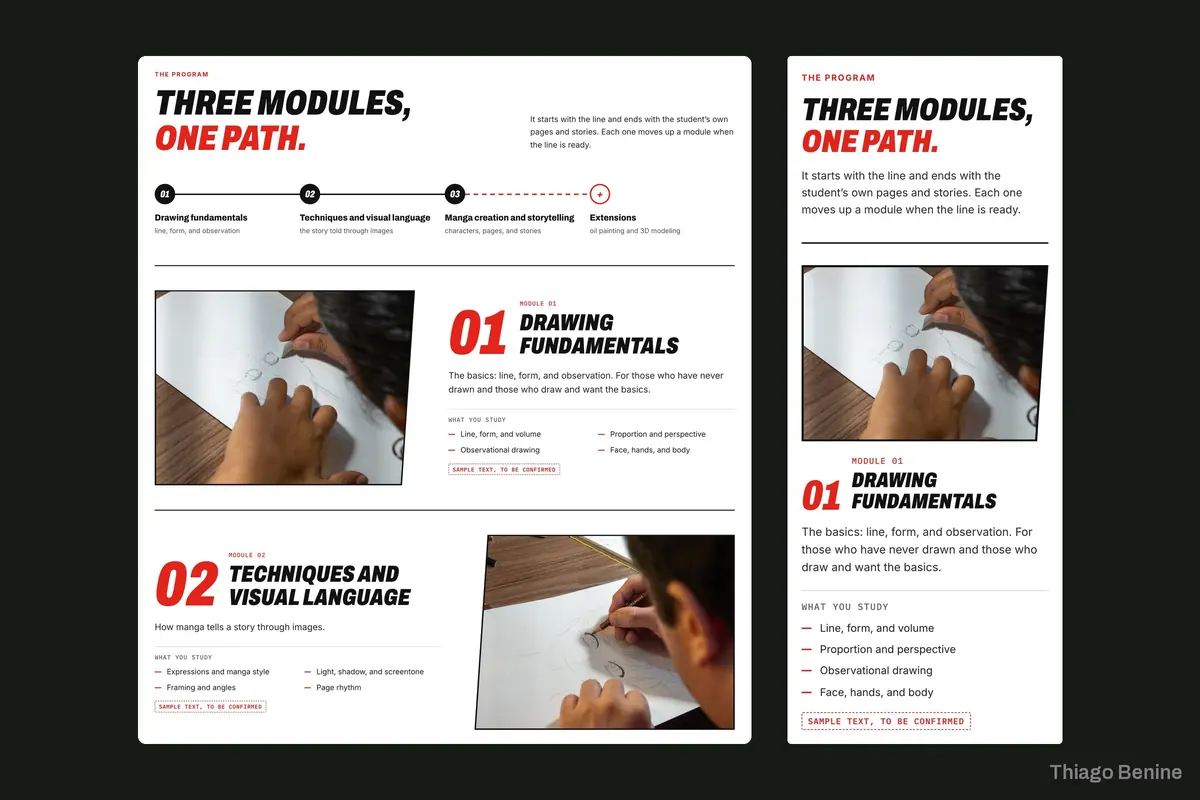 THE PROGRAM
THREE MODULES,
ONE PATH.
It starts with the line and ends with the student's own
pages and stories. Each one moves up a module when
the line is ready.
01
02
03
+
Drawing fundamentals
line, form, and observation
Techniques and visual language
the story told through images
Manga creation and storytelling
characters, pages, and stories
Extensions
oil painting and 3D modeling
MODULE 01
01
DRAWING
FUNDAMENTALS
The basics: line, form, and observation. For those who have never
drawn and those who draw and want the basics.
WHAT YOU STUDY
— Line, form, and volume
— Proportion and perspective
— Observational drawing
— Face, hands, and body
SAMPLE TEXT, TO BE CONFIRMED
MODULE 02
02
TECHNIQUES AND
VISUAL LANGUAGE
How manga tells a story through images.
WHAT YOU STUDY
— Expressions and manga style
— Light, shadow, and screentone
— Framing and angles
— Page rhythm
SAMPLE TEXT, TO BE CONFIRMED
THE PROGRAM
THREE MODULES,
ONE PATH.
It starts with the line and ends with the
student's own pages and stories. Each one
moves up a module when the line is ready.
MODULE 01
01
DRAWING
FUNDAMENTALS
The basics: line, form, and observation. For
those who have never drawn and those who
draw and want the basics.
WHAT YOU STUDY
— Line, form, and volume
— Proportion and perspective
— Observational drawing
— Face, hands, and body
SAMPLE TEXT, TO BE CONFIRMED
Thiago Benine